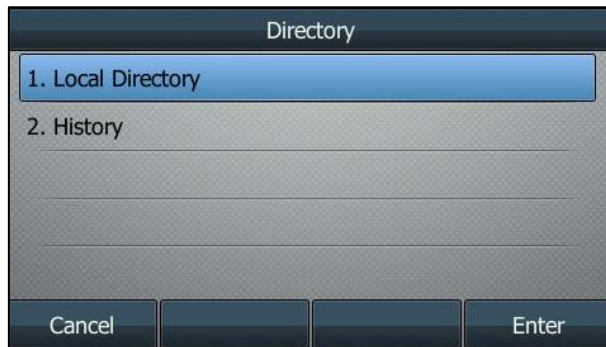 Directory
1. Local Directory
2. History
Cancel
Enter